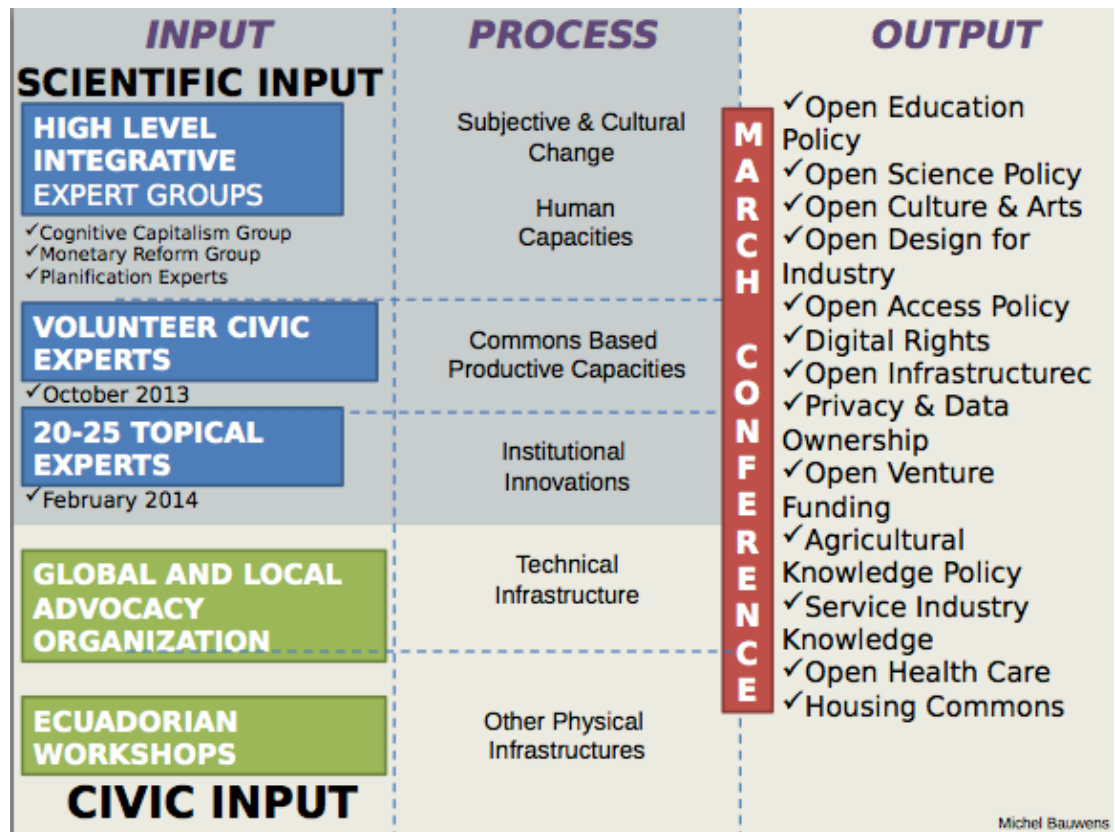 INPUT
SCIENTIFIC INPUT
HIGH LEVEL
INTEGRATIVE
EXPERT GROUPS
✓Cognitive Capitalism Group
✓Monetary Reform Group
✓Planification Experts
VOLUNTEER CIVIC
EXPERTS
✓October 2013
20-25 TOPICAL
EXPERTS
✓February 2014
GLOBAL AND LOCAL
ADVOCACY
ORGANIZATION
ECUADORIAN
WORKSHOPS
CIVIC INPUT
PROCESS
Subjective & Cultural
Change
Human
Capacities
Commons Based
Productive Capacities
Institutional
Innovations
Technical
Infrastructure
Other Physical
Infrastructures
MARCH CONFERENCE
OUTPUT
✓Open Education
Policy
✓Open Science Policy
✓Open Culture & Arts
✓Open Design for
Industry
✓Open Access Policy
✓Digital Rights
✓Open Infrastructurec
✓Privacy & Data
Ownership
✓Open Venture
Funding
✓Agricultural
Knowledge Policy
✓Service Industry
Knowledge
✓Open Health Care
✓Housing Commons
Michel Bauwens